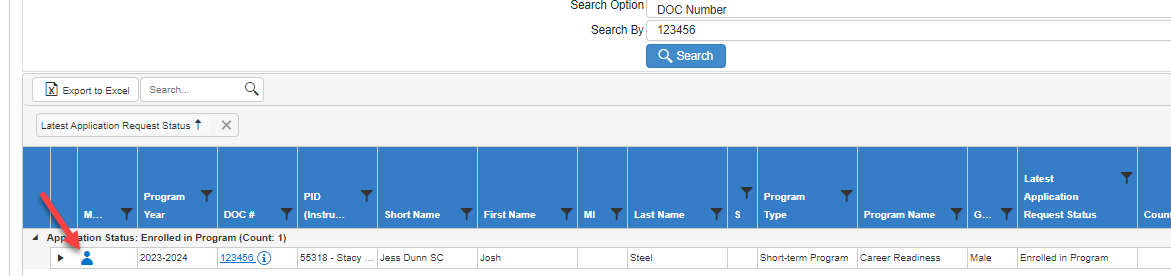 Search Option DOC Number
Search By 123456
Search
Export to Excel Search...
Latest Application Request Status
M... Program Year DOC # PID (Instru... Short Name First Name MI Last Name S Program Type Program Name G... Latest Application Request Status Count
Application Status: Enrolled in Program (Count: 1)
2023-2024 123456 55318 - Stacy ... Jess Dunn SC Josh Steel Short-term Program Career Readiness Male Enrolled in Program